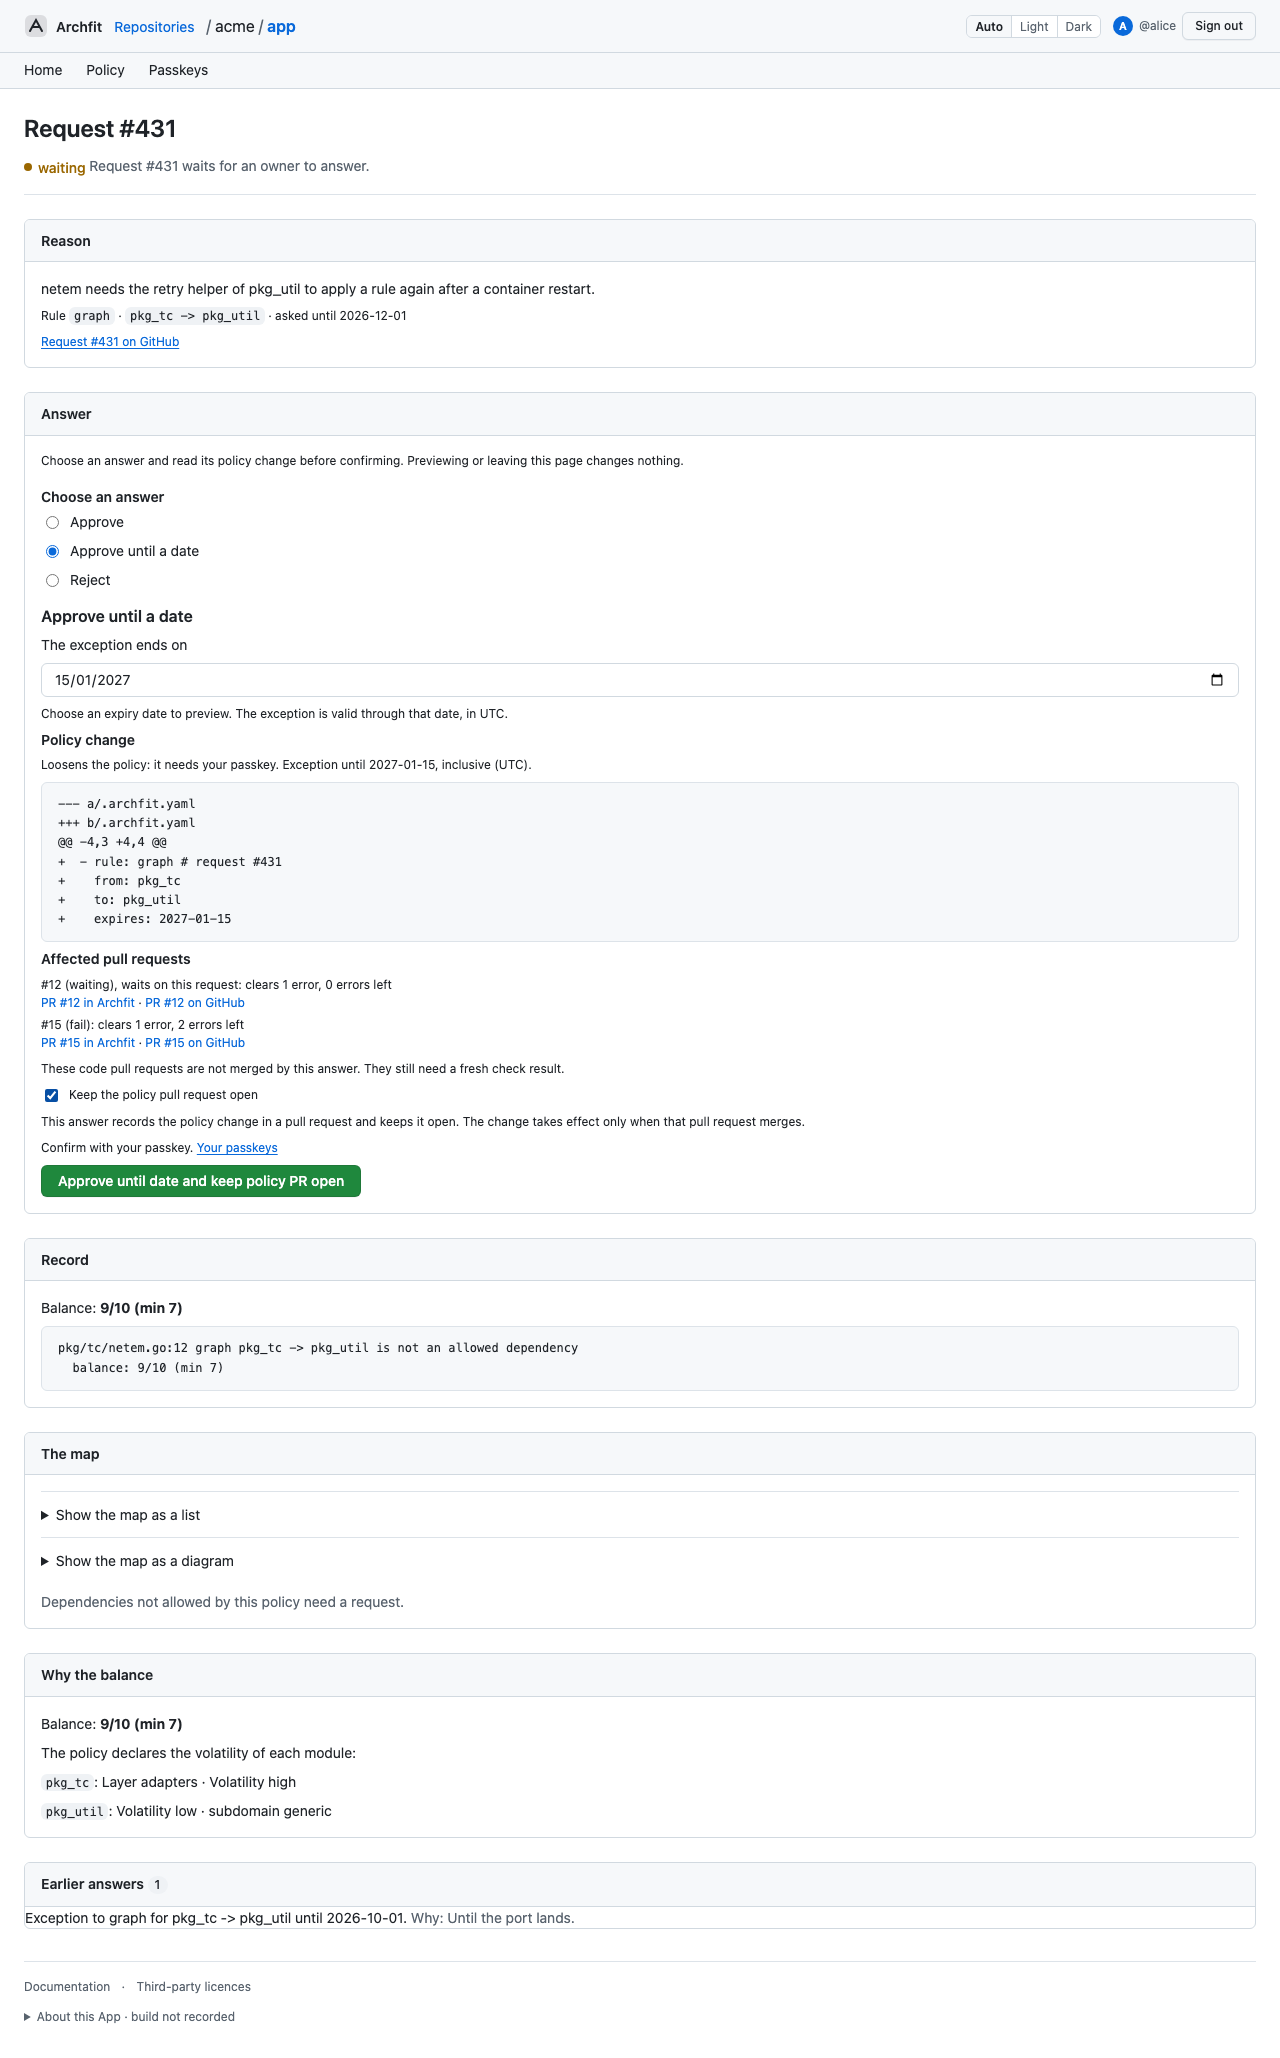 Archfit Repositories / acme / app Auto Light Dark A @alice Sign out
Home Policy Passkeys
Request #431
waiting Request #431 waits for an owner to answer.
Reason
netem needs the retry helper of pkg_util to apply a rule again after a container restart.
Rule graph · pkg_tc -> pkg_util · asked until 2026-12-01
Request #431 on GitHub
Answer
Choose an answer and read its policy change before confirming. Previewing or leaving this page changes nothing.
Choose an answer
Approve
Approve until a date
Reject
Approve until a date
The exception ends on
15/01/2027
Choose an expiry date to preview. The exception is valid through that date, in UTC.
Policy change
Loosens the policy: it needs your passkey. Exception until 2027-01-15, inclusive (UTC).
--- a/.archfit.yaml
+++ b/.archfit.yaml
@@ -4,3 +4,4 @@
+  - rule: graph # request #431
+    from: pkg_tc
+    to: pkg_util
+    expires: 2027-01-15
Affected pull requests
#12 (waiting), waits on this request: clears 1 error, 0 errors left
PR #12 in Archfit · PR #12 on GitHub
#15 (fail): clears 1 error, 2 errors left
PR #15 in Archfit · PR #15 on GitHub
These code pull requests are not merged by this answer. They still need a fresh check result.
Keep the policy pull request open
This answer records the policy change in a pull request and keeps it open. The change takes effect only when that pull request merges.
Confirm with your passkey. Your passkeys
Approve until date and keep policy PR open
Record
Balance: 9/10 (min 7)
pkg/tc/netem.go:12 graph pkg_tc -> pkg_util is not an allowed dependency
balance: 9/10 (min 7)
The map
Show the map as a list
Show the map as a diagram
Dependencies not allowed by this policy need a request.
Why the balance
Balance: 9/10 (min 7)
The policy declares the volatility of each module:
pkg_tc: Layer adapters · Volatility high
pkg_util: Volatility low · subdomain generic
Earlier answers 1
Exception to graph for pkg_tc -> pkg_util until 2026-10-01. Why: Until the port lands.
Documentation · Third-party licences
About this App · build not recorded